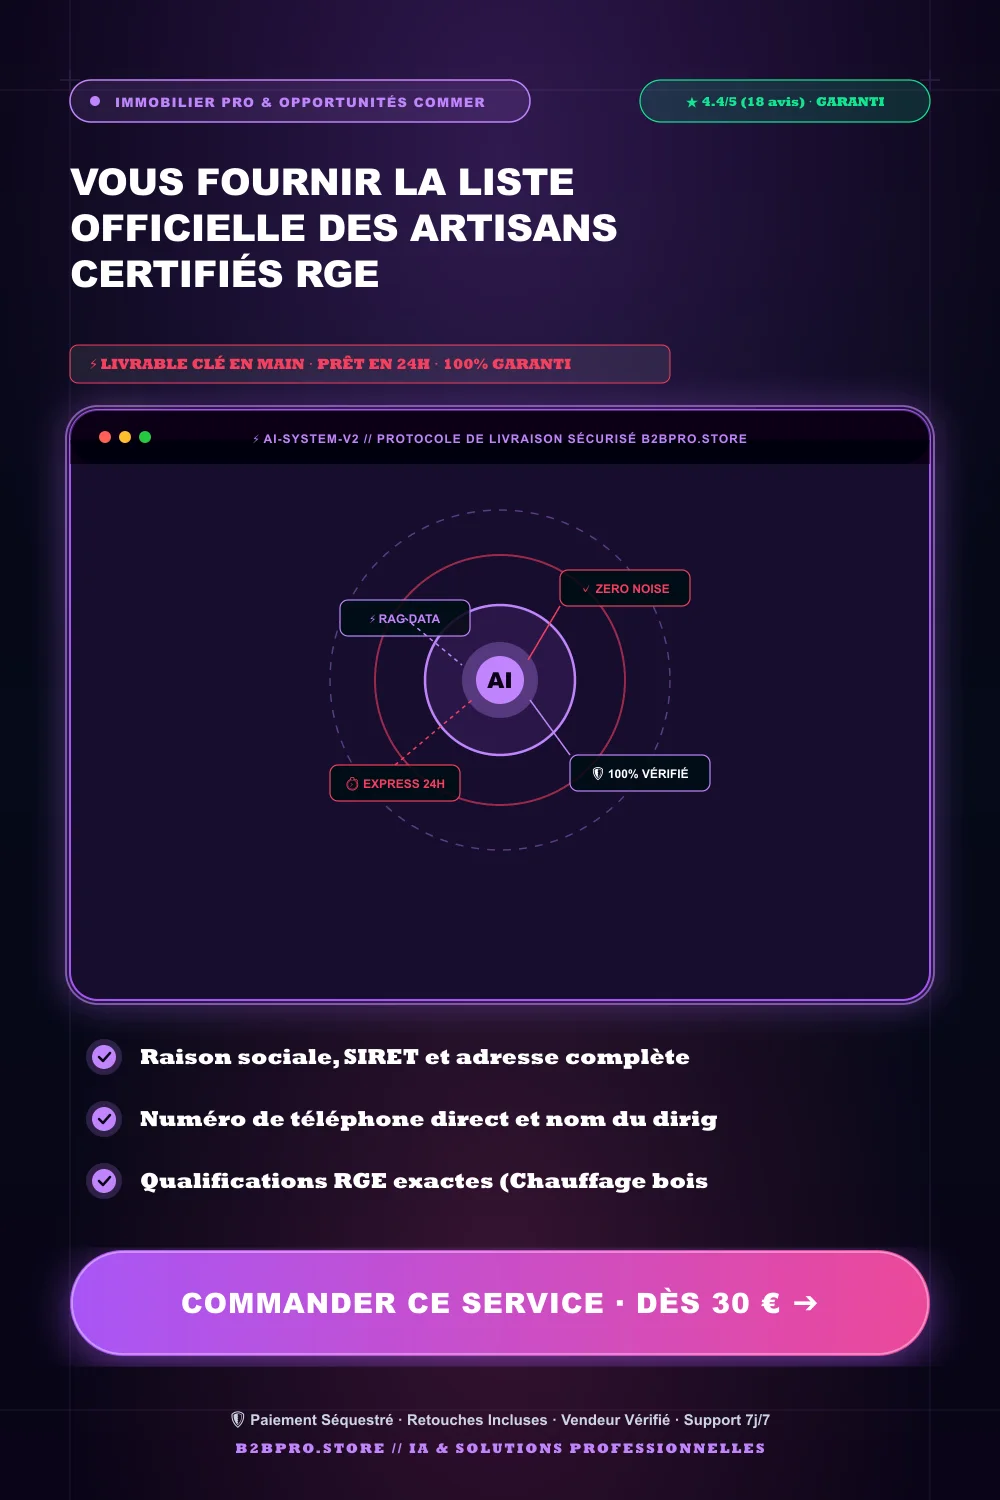 IMMOBILIER PRO & OPPORTUNITÉS COMMER
★ 4.4/5 (18 avis) · GARANTI
VOUS FOURNIR LA LISTE
OFFICIELLE DES ARTISANS
CERTIFIÉS RGE
⚡ LIVRABLE CLÉ EN MAIN · PRÊT EN 24H · 100% GARANTI
⚡ AI-SYSTEM-V2 // PROTOCOLE DE LIVRAISON SÉCURISÉ B2BPRO.STORE
✓ ZERO NOISE
⚡ RAG DATA
AI
⏱ EXPRESS 24H
🛡 100% VÉRIFIÉ
Raison sociale, SIRET et adresse complète
Numéro de téléphone direct et nom du dirig
Qualifications RGE exactes (Chauffage bois
COMMANDER CE SERVICE · DÈS 30 € ➔
🛡 Paiement Séquestré · Retouches Incluses · Vendeur Vérifié · Support 7j/7
B2BPRO.STORE // IA & SOLUTIONS PROFESSIONNELLES